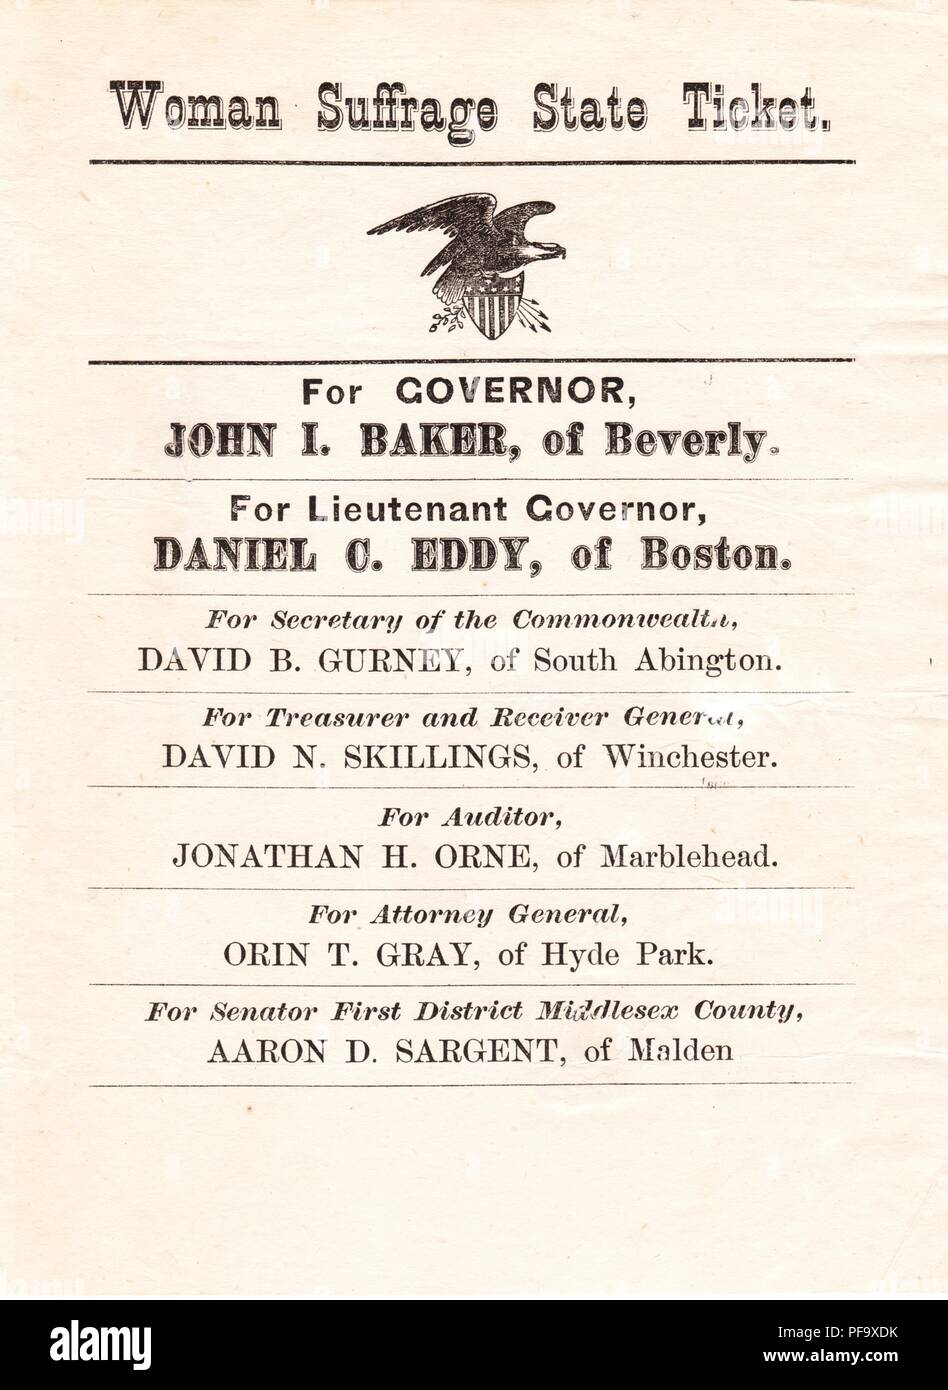 Woman Suffrage State Ticket.
For GOVERNOR,
JOHN I. BAKER, of Beverly.
For Lieutenant Governor,
DANIEL C. EDDY, of Boston.
For Secretary of the Commonwealth,
DAVID B. GURNEY, of South Abington.
For Treasurer and Receiver General,
DAVID N. SKILLINGS, of Winchester.
For Auditor,
JONATHAN H. ORNE, of Marblehead.
For Attorney General,
ORIN T. GRAY, of Hyde Park.
For Senator First District Middlesex County,
AARON D. SARGENT, of Malden
alamy
Image ID: PF9XDK
www.alamy.com